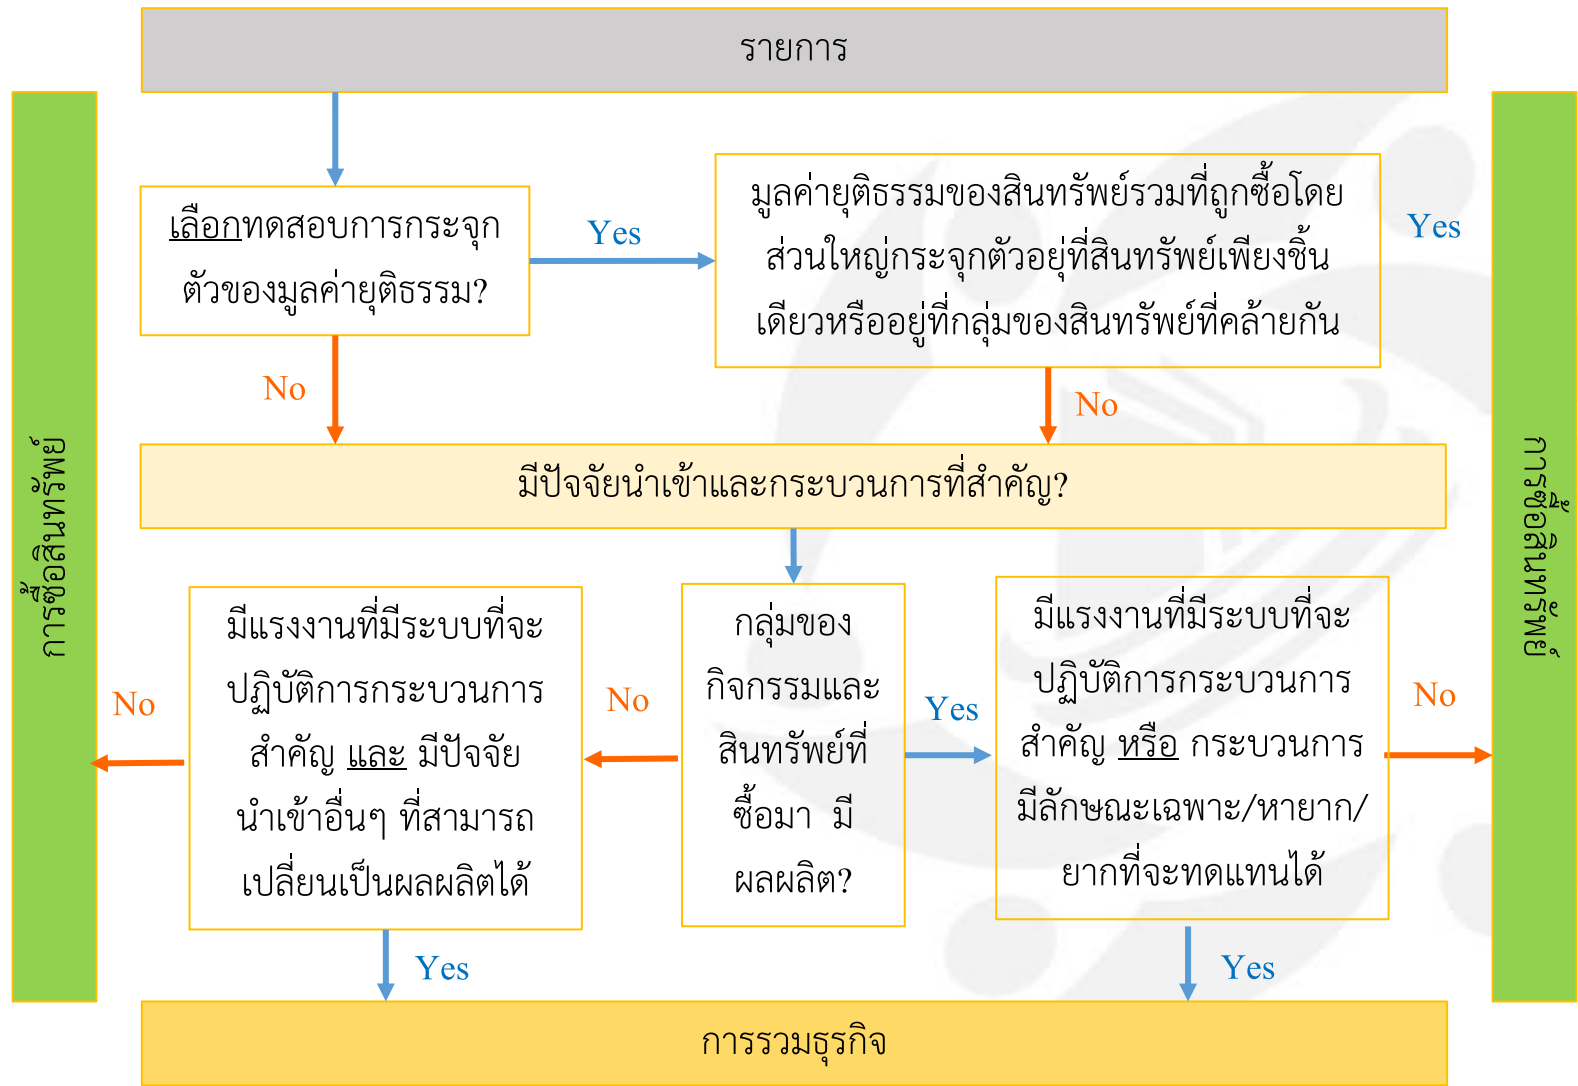 รายการ
เลือกทดสอบการกระจุก
ตัวของมูลค่ายุติธรรม?
Yes
มูลค่ายุติธรรมของสินทรัพย์รวมที่ถูกซื้อโดย
ส่วนใหญ่กระจุกตัวอยู่ที่สินทรัพย์เพียงชิ้น
เดียวหรืออยู่ที่กลุ่มของสินทรัพย์ที่คล้ายกัน
Yes
No
No
มีปัจจัยนำเข้าและกระบวนการที่สำคัญ?
การซื้อสินทรัพย์
No
มีแรงงานที่มีระบบที่จะ
ปฏิบัติการกระบวนการ
สำคัญ และ มีปัจจัย
นำเข้าอื่นๆ ที่สามารถ
เปลี่ยนเป็นผลผลิตได้
No
กลุ่มของ
กิจกรรมและ
สินทรัพย์ที่
ซื้อมา มี
ผลผลิต?
Yes
มีแรงงานที่มีระบบที่จะ
ปฏิบัติการกระบวนการ
สำคัญ หรือ กระบวนการ
มีลักษณะเฉพาะ/หายาก/
ยากที่จะทดแทนได้
No
การซื้อสินทรัพย์
Yes
Yes
การรวมธุรกิจ